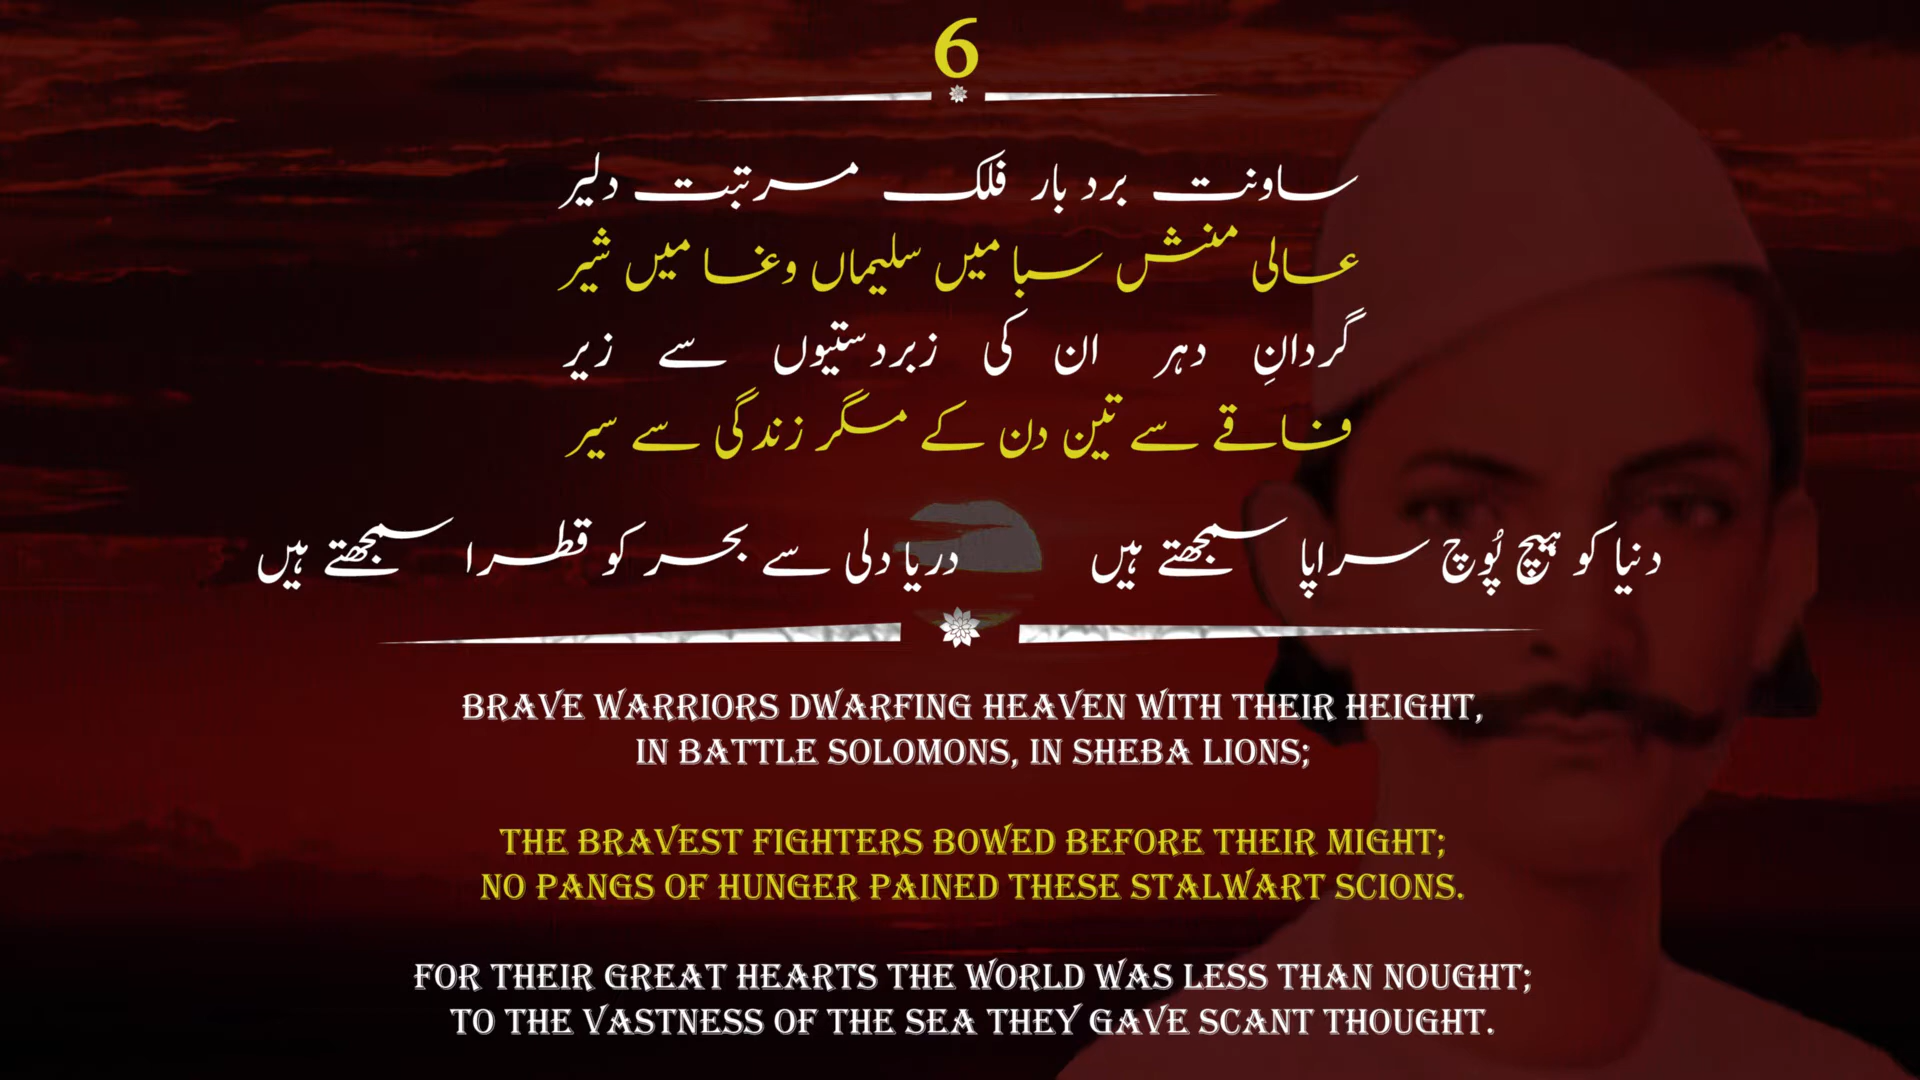 6
ساونت بردبار فلک مرتبت دلیر
عالی منش سبا میں سلیماں وغا میں شیر
گردانِ دہر ان کی زبردستیوں سے زیر
فاقے سے تین دن کے مگر زندگی سے سیر
دنیا کو ہیچ پُوچ سراپا سمجھتے ہیں دریا دلی سے بحر کو قطرا سمجھتے ہیں
BRAVE WARRIORS DWARFING HEAVEN WITH THEIR HEIGHT,
IN BATTLE SOLOMONS, IN SHEBA LIONS;
THE BRAVEST FIGHTERS BOWED BEFORE THEIR MIGHT;
NO PANGS OF HUNGER PAINED THESE STALWART SCIONS.
FOR THEIR GREAT HEARTS THE WORLD WAS LESS THAN NOUGHT;
TO THE VASTNESS OF THE SEA THEY GAVE SCANT THOUGHT.